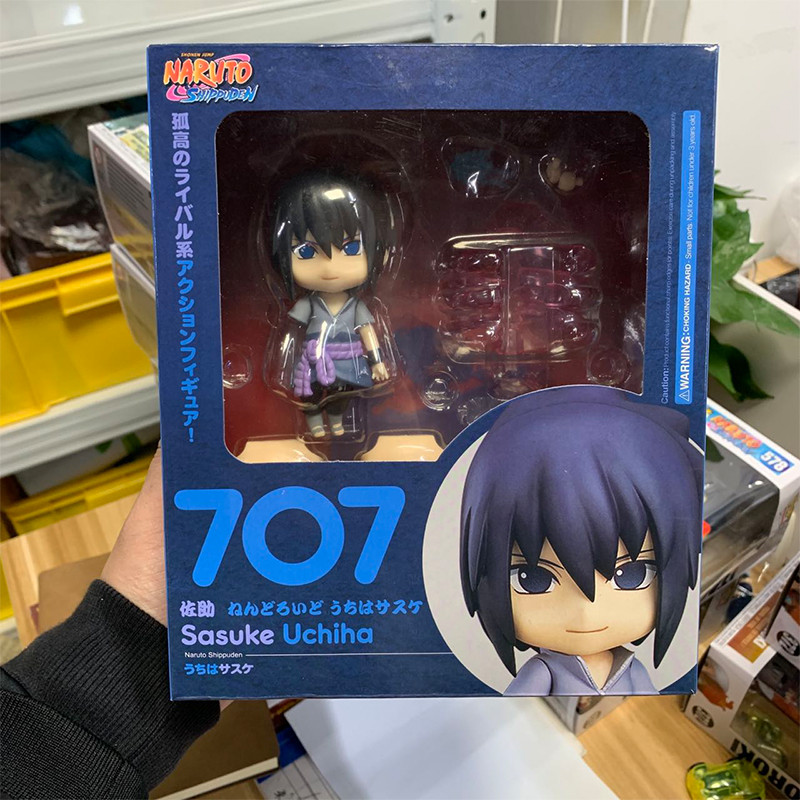 SHONEN JUMP
NARUTO
SHIPPUDEN
孤高のライバル系アクションフィギュア!
⚠WARNING: CHOKING HAZARD - Small parts. Not for children under 3 years old.
707
佐助 ねんどろいど うちはサスケ
Sasuke Uchiha
Naruto Shippuden
うちはサスケ
578